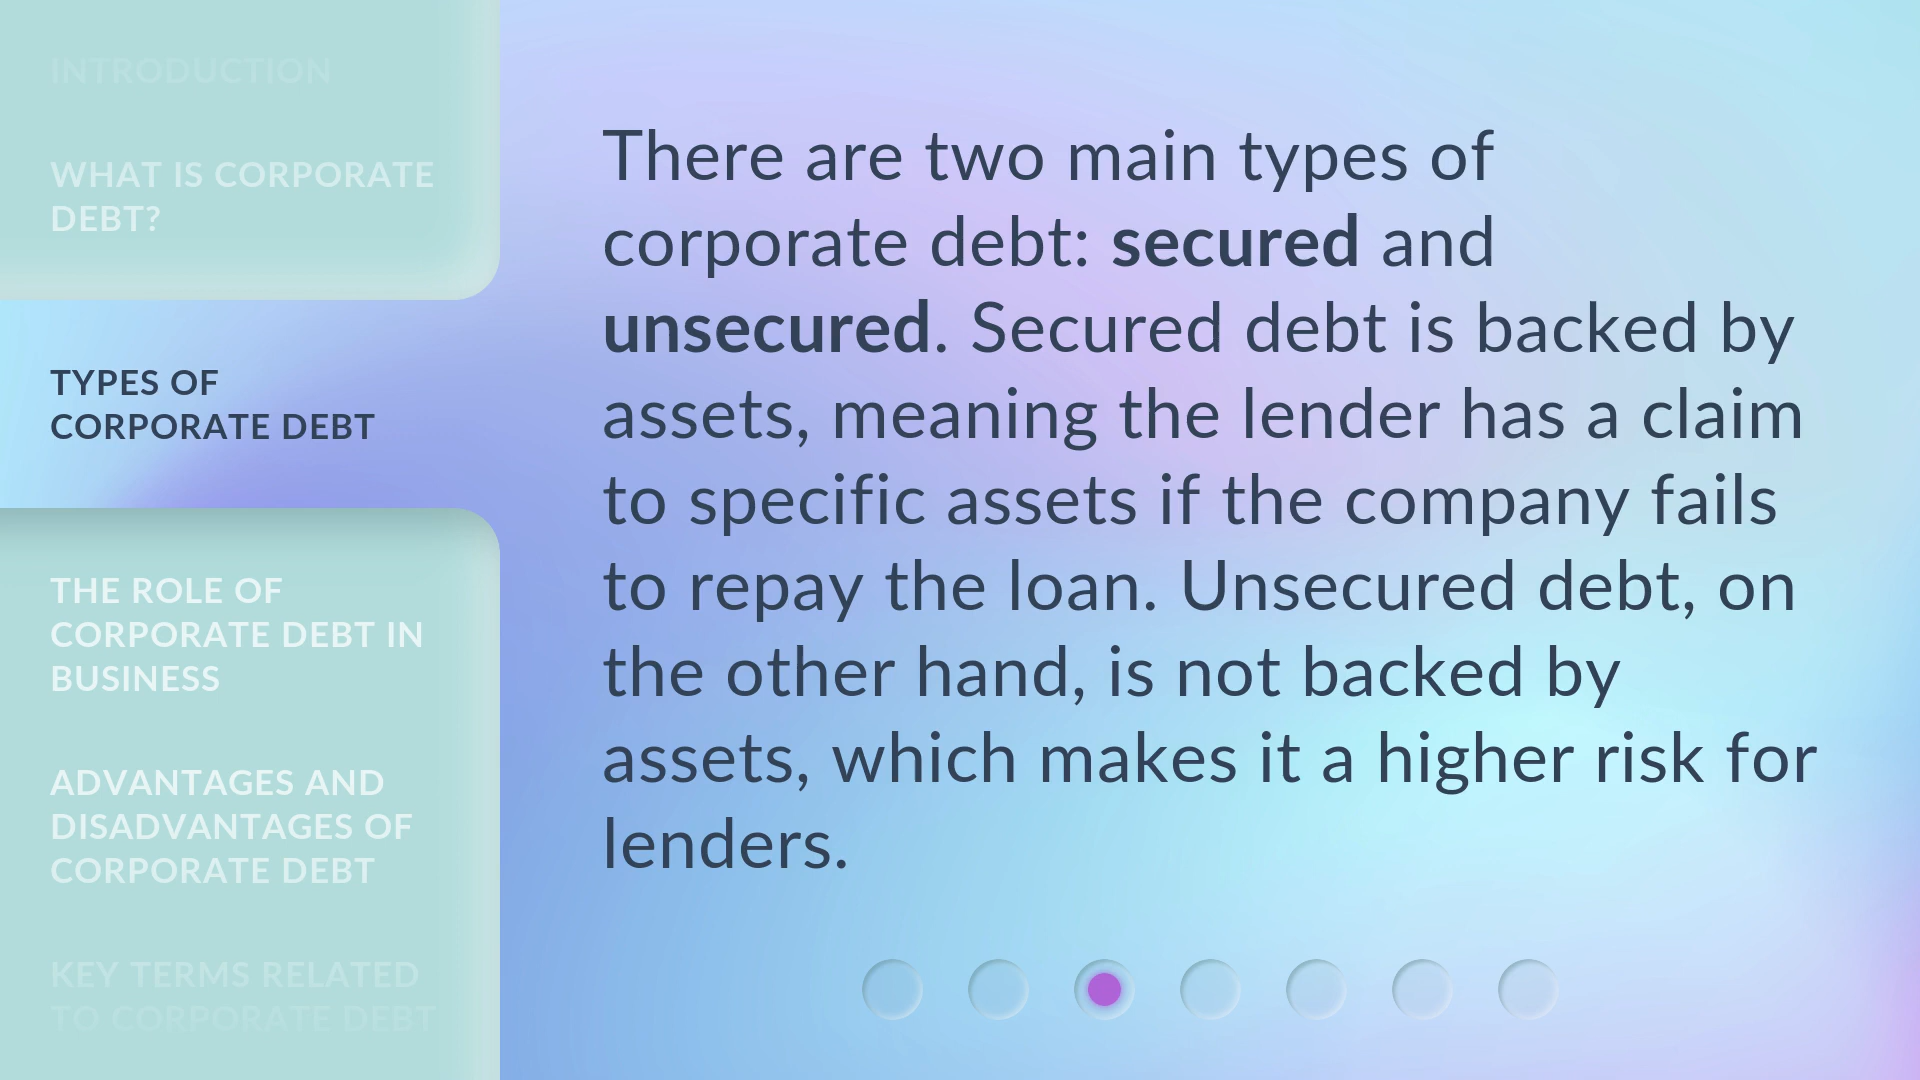 INTRODUCTION
WHAT IS CORPORATE
DEBT?
TYPES OF
CORPORATE DEBT
THE ROLE OF
CORPORATE DEBT IN
BUSINESS
ADVANTAGES AND
DISADVANTAGES OF
CORPORATE DEBT
KEY TERMS RELATED
TO CORPORATE DEBT
There are two main types of
corporate debt: secured and
unsecured. Secured debt is backed by
assets, meaning the lender has a claim
to specific assets if the company fails
to repay the loan. Unsecured debt, on
the other hand, is not backed by
assets, which makes it a higher risk for
lenders.